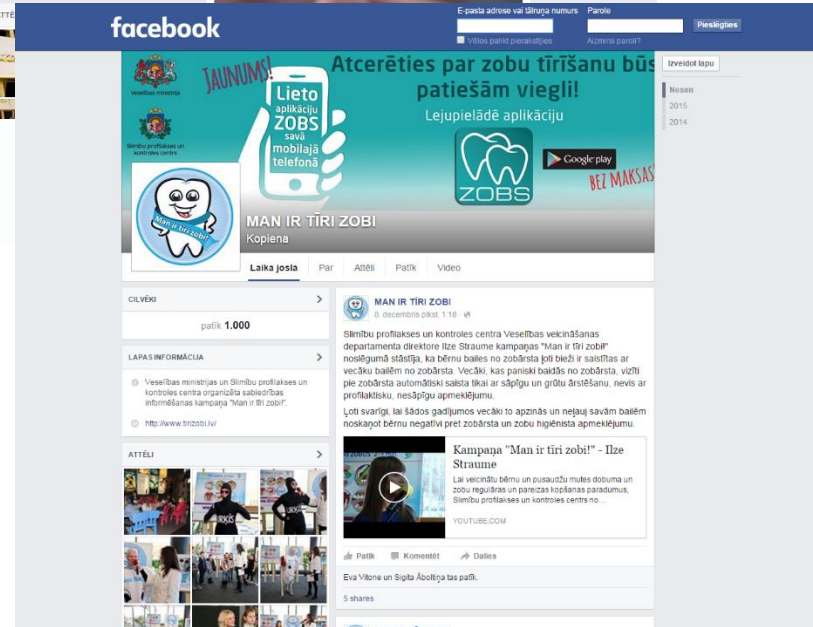 facebook
E-pasta adrese vai tālruņa numurs
Parole
Pieslēgties
Vēlos palikt pierakstījies
Aizmirsi paroli?
Veselības ministrija
Slimību profilakses un
kontroles centrs
JAUNUMS!
Lieto
aplikāciju
ZOBS
savā
mobilajā
telefonā
Atcerēties par zobu tīrīšanu būs
patiešām viegli!
Lejupielādē aplikāciju
ZOBS
Google play
BEZ MAKSAS
Man ir tīri zobi!
MAN IR TĪRI ZOBI
Kopiena
Izveidot lapu
Nesen
2015
2014
Laika josla
Par
Attēli
Patīk
Video
CILVĒKI
patīk 1.000
LAPAS INFORMĀCIJA
Veselības ministrijas un Slimību profilakses un
kontroles centra organizēta sabiedrības
informēšanas kampaņa "Man ir tīri zobi!".
http://www.tirizobi.lv/
ATTĒLI
MAN IR TĪRI ZOBI
8. decembris plkst. 1:18
Slimību profilakses un kontroles centra Veselības veicināšanas
departamenta direktore Ilze Straume kampaņas "Man ir tīri zobi!"
noslēgumā stāstīja, ka bērnu bailes no zobārsta ļoti bieži ir saistītas ar
vecāku bailēm no zobārsta. Vecāki, kas paniski baidās no zobārsta, vizīti
pie zobārsta automātiski saista tikai ar sāpīgu un grūtu ārstēšanu, nevis ar
profilaktisku, nesāpīgu apmeklējumu.
Ļoti svarīgi, lai šādos gadījumos vecāki to apzinās un neļauj savām bailēm
noskaņot bērnu negatīvi pret zobārsta un zobu higiēnista apmeklējumu.
Kampaņa "Man ir tīri zobi!" - Ilze
Straume
Lai veicinātu bērnu un pusaudžu mutes dobuma un
zobu regulāras un pareizas kopšanas paradumus,
Slimību profilakses un kontroles centrs no...
YOUTUBE.COM
Patīk
Komentēt
Dalies
Eva Vitone un Sigita Āboltiņa tas patīk.
5 shares